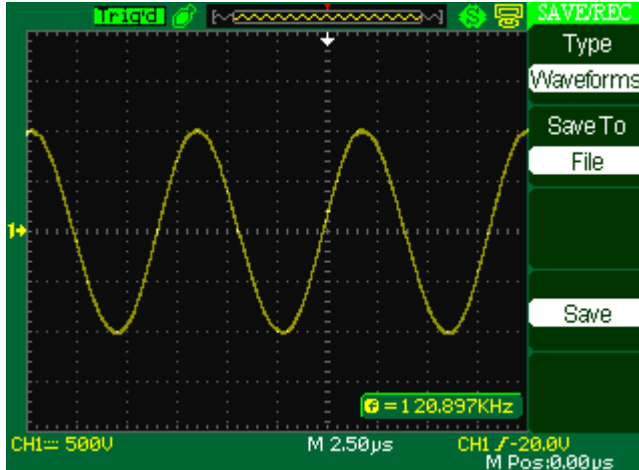 Trig'd S SAVE/REC
Type
Waveforms
Save To
File
1
Save
f = 120.897KHz
CH1 500V M 2.50µs CH1 -20.0V
M Pos:0.00µs